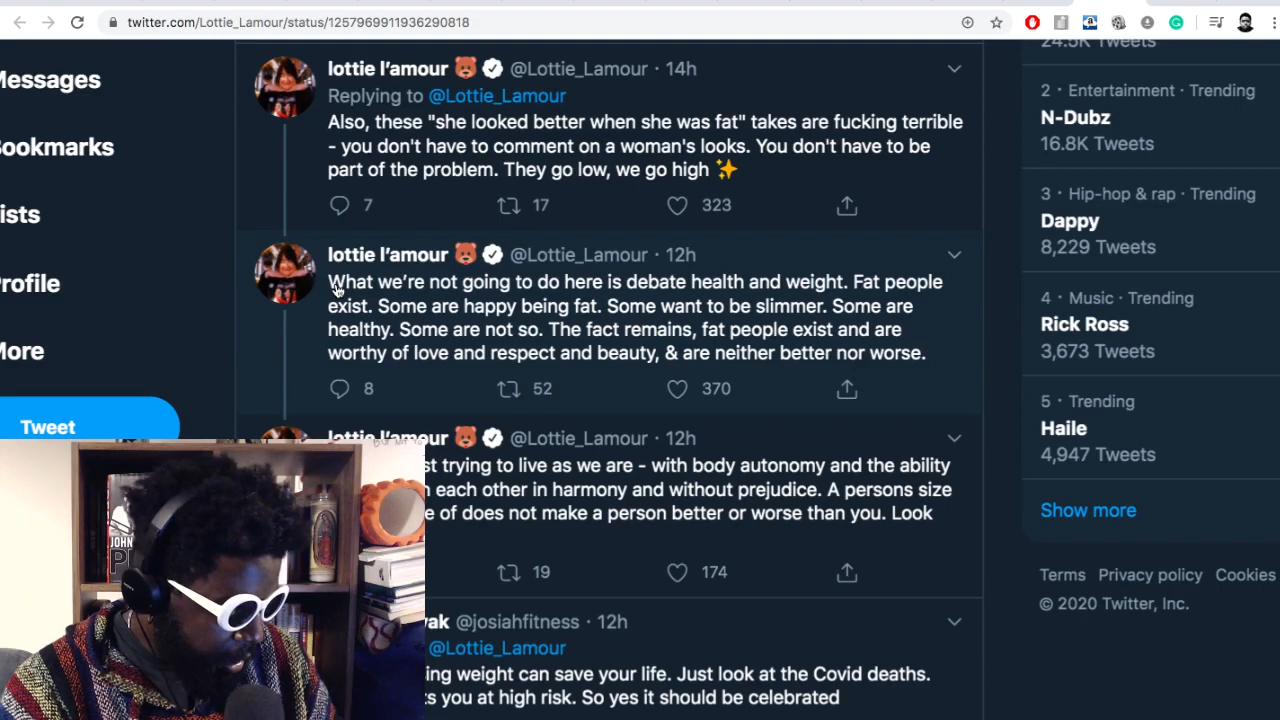 twitter.com/Lottie_Lamour/status/1257969911936290818
24.5K Tweets
Messages
Bookmarks
ists
Profile
More
Tweet
lottie l'amour 🐻 @Lottie_Lamour · 14h
Replying to @Lottie_Lamour
Also, these "she looked better when she was fat" takes are fucking terrible
- you don't have to comment on a woman's looks. You don't have to be
part of the problem. They go low, we go high ✨
7 17 323
lottie l'amour 🐻 @Lottie_Lamour · 12h
What we're not going to do here is debate health and weight. Fat people
exist. Some are happy being fat. Some want to be slimmer. Some are
healthy. Some are not so. The fact remains, fat people exist and are
worthy of love and respect and beauty, & are neither better nor worse.
8 52 370
lottie l'amour 🐻 @Lottie_Lamour · 12h
st trying to live as we are - with body autonomy and the ability
each other in harmony and without prejudice. A persons size
e of does not make a person better or worse than you. Look
19 174
vak @josiahfitness · 12h
@Lottie_Lamour
ing weight can save your life. Just look at the Covid deaths.
ts you at high risk. So yes it should be celebrated
2 · Entertainment · Trending
N-Dubz
16.8K Tweets
3 · Hip-hop & rap · Trending
Dappy
8,229 Tweets
4 · Music · Trending
Rick Ross
3,673 Tweets
5 · Trending
Haile
4,947 Tweets
Show more
Terms Privacy policy Cookies
© 2020 Twitter, Inc.
JOHN